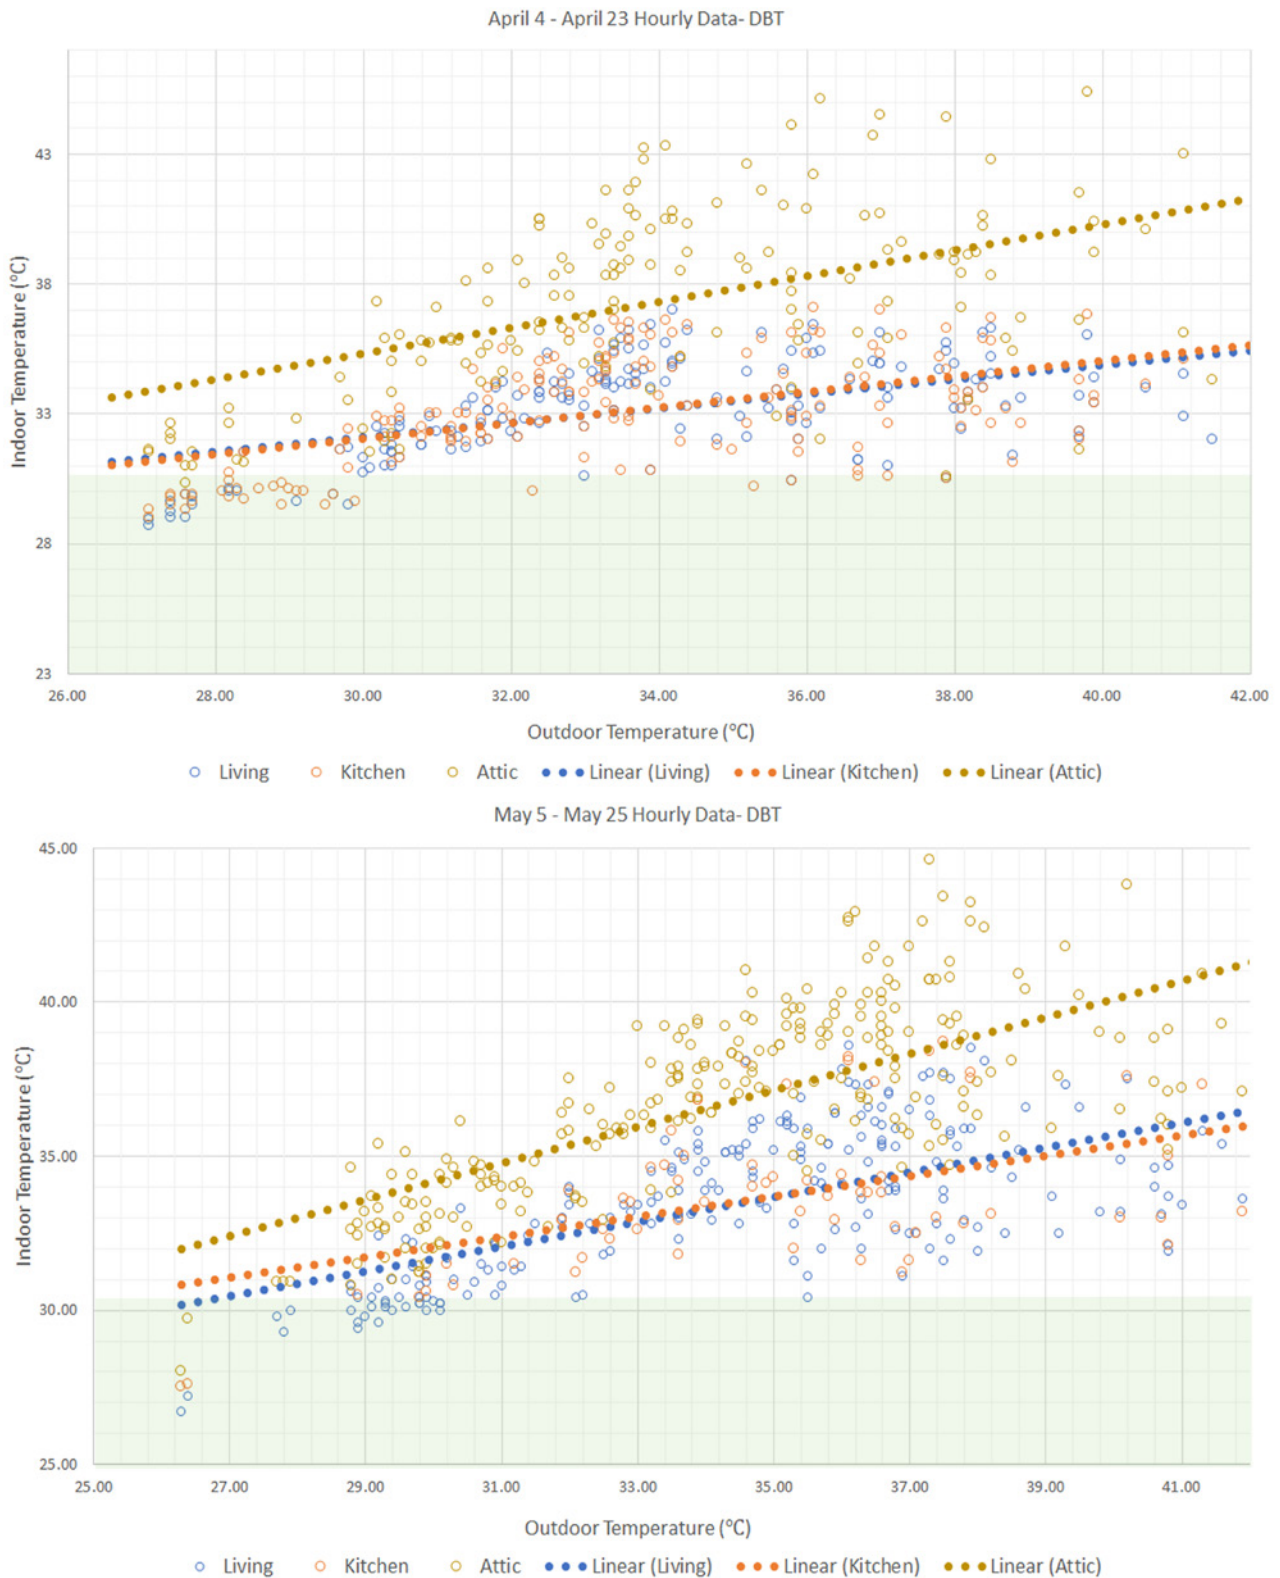 April 4 - April 23 Hourly Data- DBT
43
38
33
28
23
Indoor Temperature (°C)
26.00 28.00 30.00 32.00 34.00 36.00 38.00 40.00 42.00
Outdoor Temperature (°C)
Living Kitchen Attic Linear (Living) Linear (Kitchen) Linear (Attic)
May 5 - May 25 Hourly Data- DBT
45.00
40.00
35.00
30.00
25.00
Indoor Temperature (°C)
25.00 27.00 29.00 31.00 33.00 35.00 37.00 39.00 41.00
Outdoor Temperature (°C)
Living Kitchen Attic Linear (Living) Linear (Kitchen) Linear (Attic)